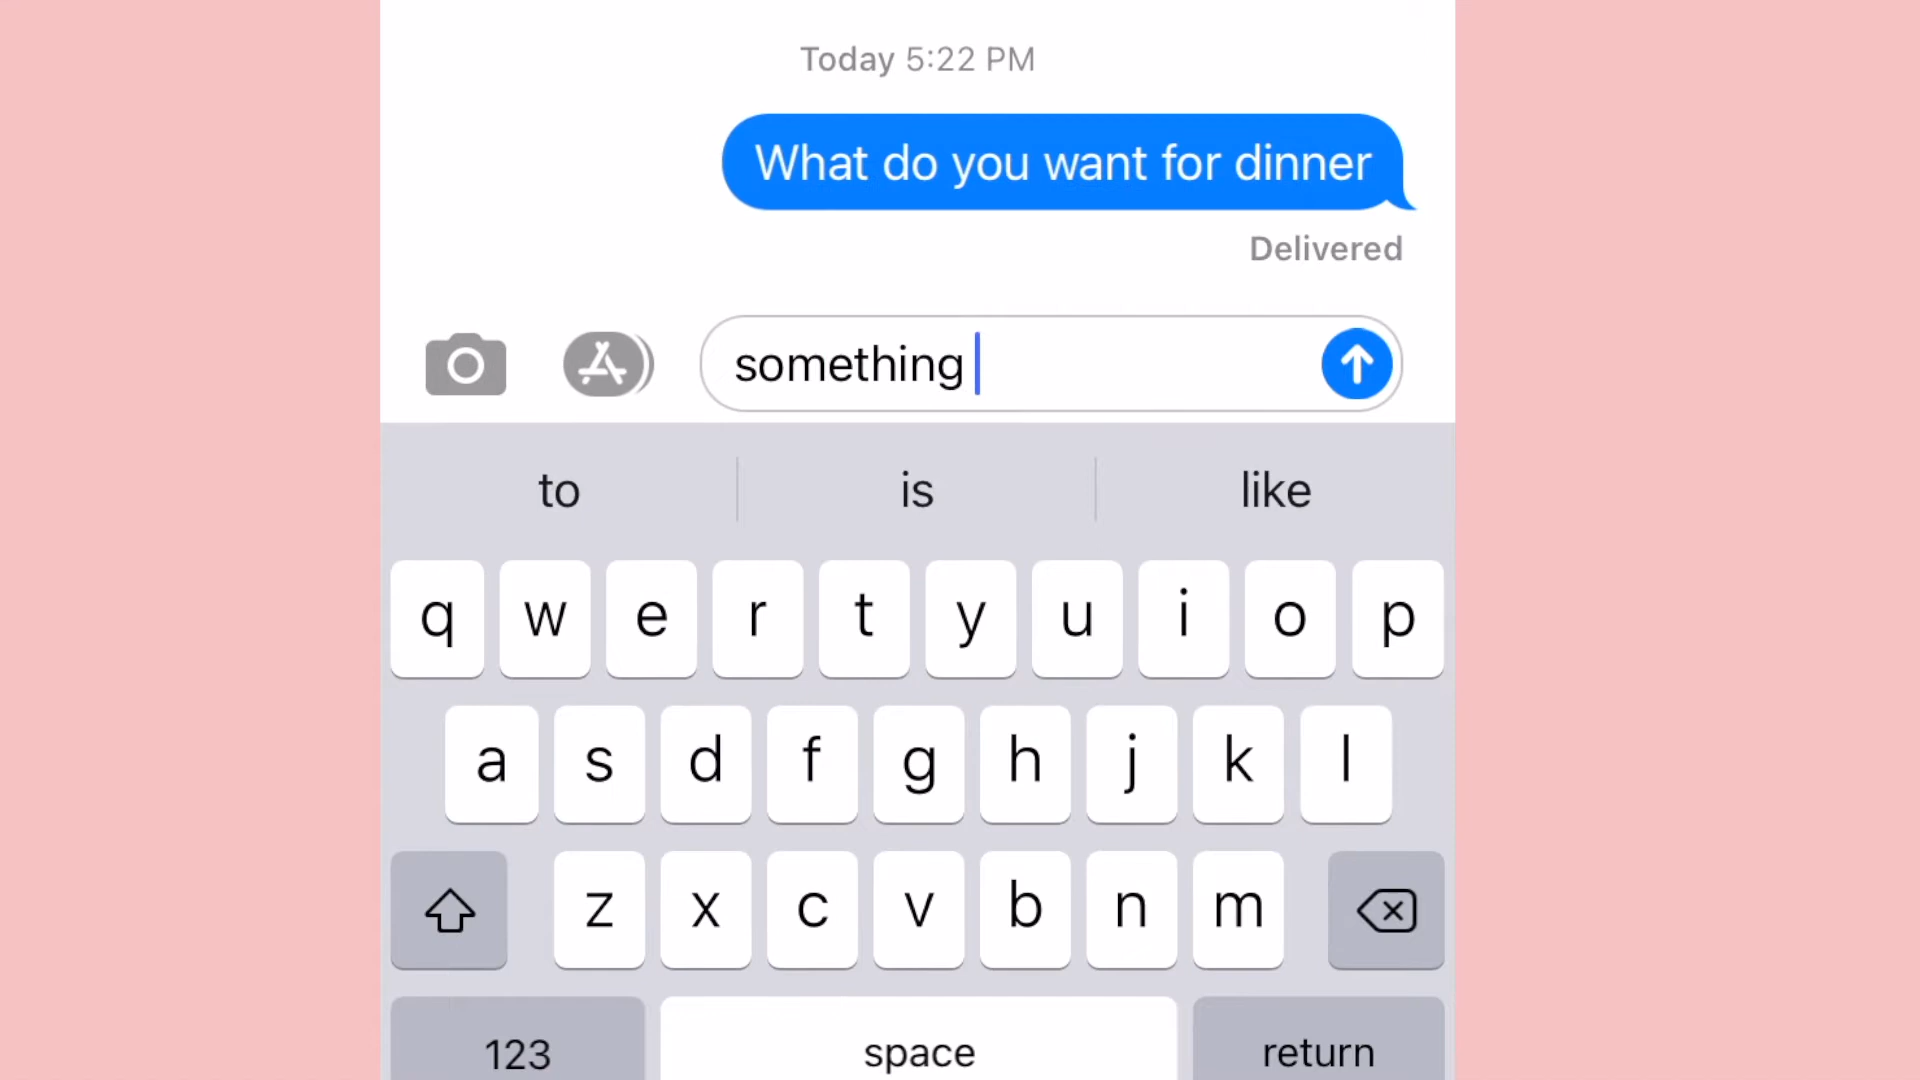 Today 5:22 PM
What do you want for dinner
Delivered
something
to is like
q w e r t y u i o p
a s d f g h j k l
z x c v b n m
123 space return